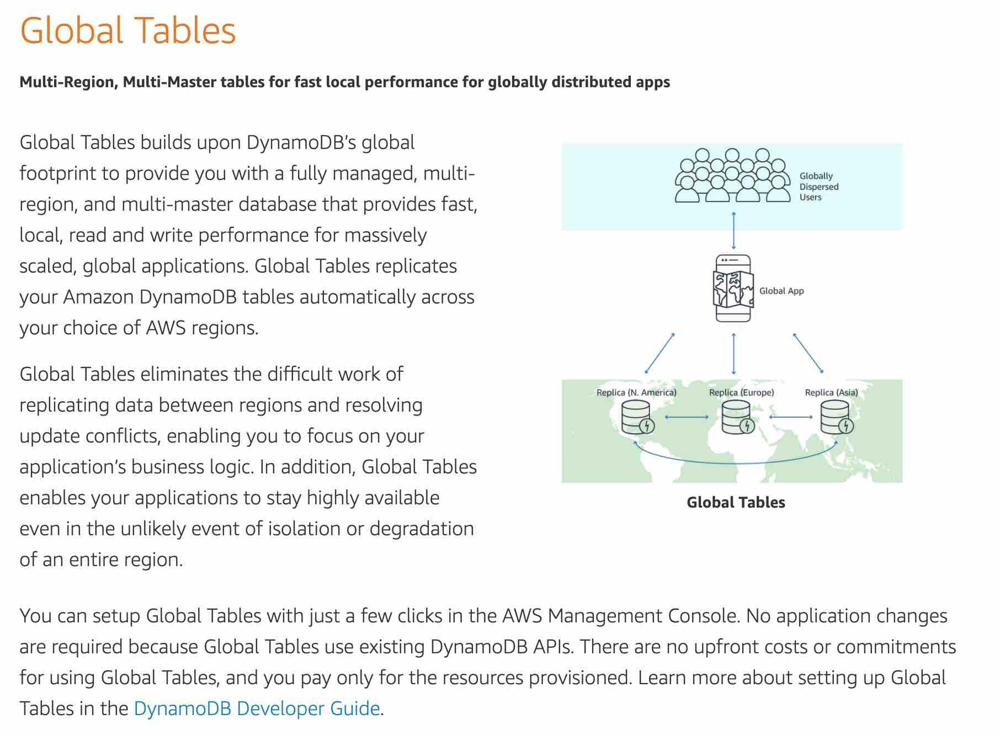 Global Tables
Multi-Region, Multi-Master tables for fast local performance for globally distributed apps
Global Tables builds upon DynamoDB’s global
footprint to provide you with a fully managed, multi-
region, and multi-master database that provides fast,
local, read and write performance for massively
scaled, global applications. Global Tables replicates
your Amazon DynamoDB tables automatically across
your choice of AWS regions.
Global Tables eliminates the difficult work of
replicating data between regions and resolving
update conflicts, enabling you to focus on your
application’s business logic. In addition, Global Tables
enables your applications to stay highly available
even in the unlikely event of isolation or degradation
of an entire region.
Globally
Dispersed
Users
Global App
Replica (N. America)
Replica (Europe)
Replica (Asia)
Global Tables
You can setup Global Tables with just a few clicks in the AWS Management Console. No application changes
are required because Global Tables use existing DynamoDB APIs. There are no upfront costs or commitments
for using Global Tables, and you pay only for the resources provisioned. Learn more about setting up Global
Tables in the DynamoDB Developer Guide.